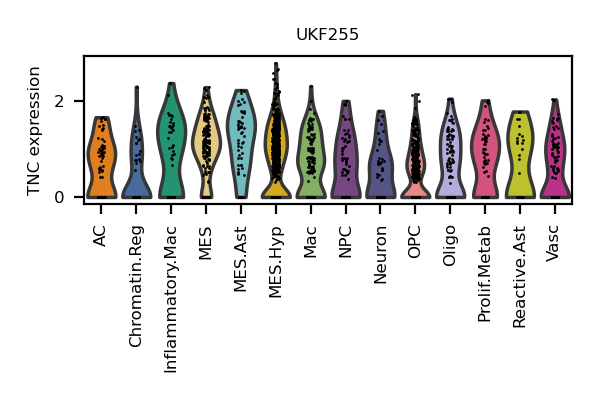 UKF255
TNC expression
2
0
AC
Chromatin.Reg
Inflammatory.Mac
MES
MES.Ast
MES.Hyp
Mac
NPC
Neuron
OPC
Oligo
Prolif.Metab
Reactive.Ast
Vasc